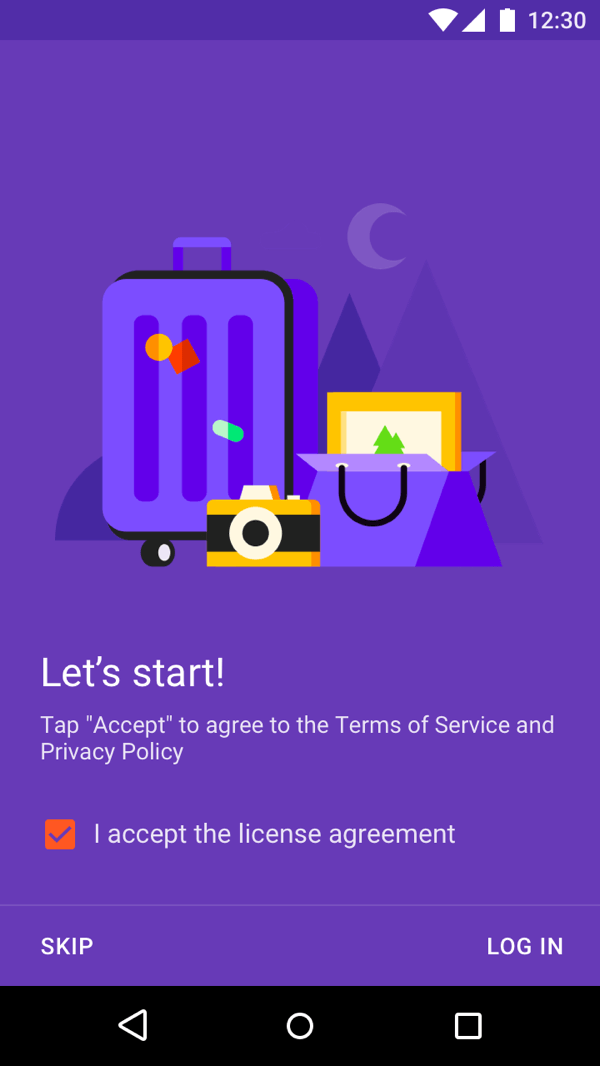 12:30
Let’s start!
Tap "Accept" to agree to the Terms of Service and
Privacy Policy
I accept the license agreement
SKIP
LOG IN